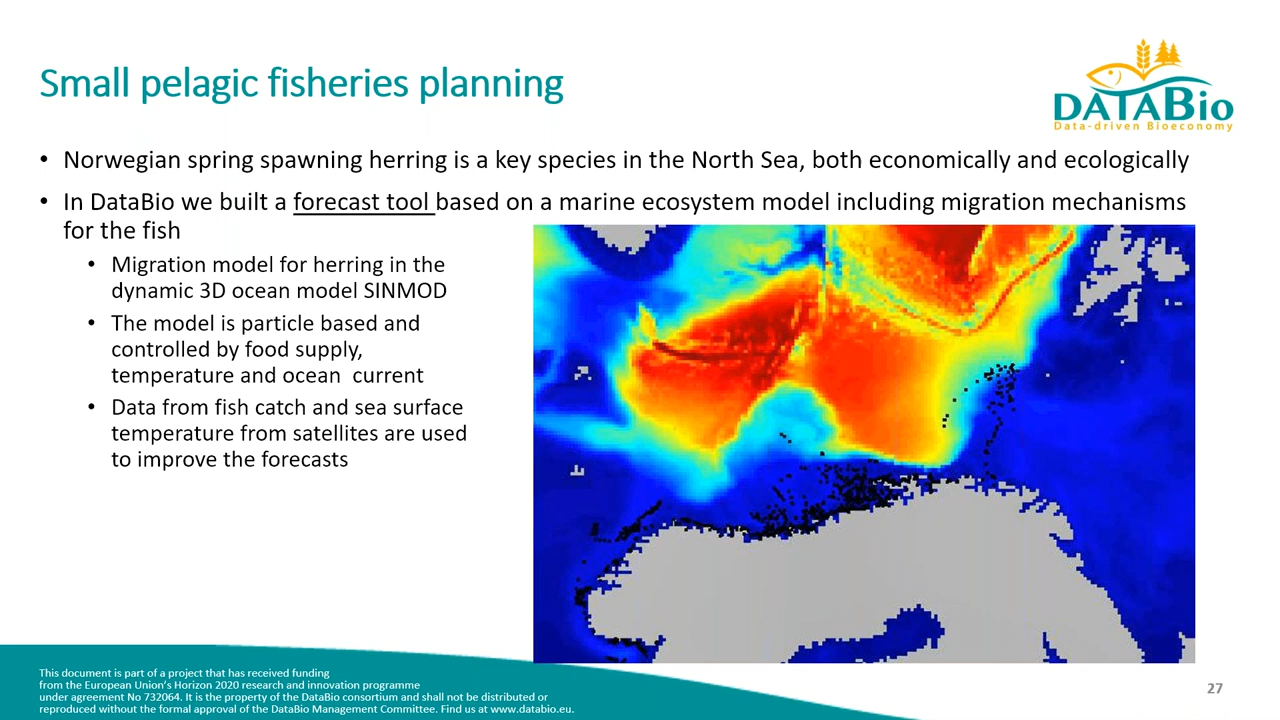 Small pelagic fisheries planning
DATABio
Data-driven Bioeconomy
• Norwegian spring spawning herring is a key species in the North Sea, both economically and ecologically
• In DataBio we built a forecast tool based on a marine ecosystem model including migration mechanisms
for the fish
• Migration model for herring in the
dynamic 3D ocean model SINMOD
• The model is particle based and
controlled by food supply,
temperature and ocean current
• Data from fish catch and sea surface
temperature from satellites are used
to improve the forecasts
This document is part of a project that has received funding
from the European Union's Horizon 2020 research and innovation programme
under agreement No 732064. It is the property of the DataBio consortium and shall not be distributed or
reproduced without the formal approval of the DataBio Management Committee. Find us at www.databio.eu.
27